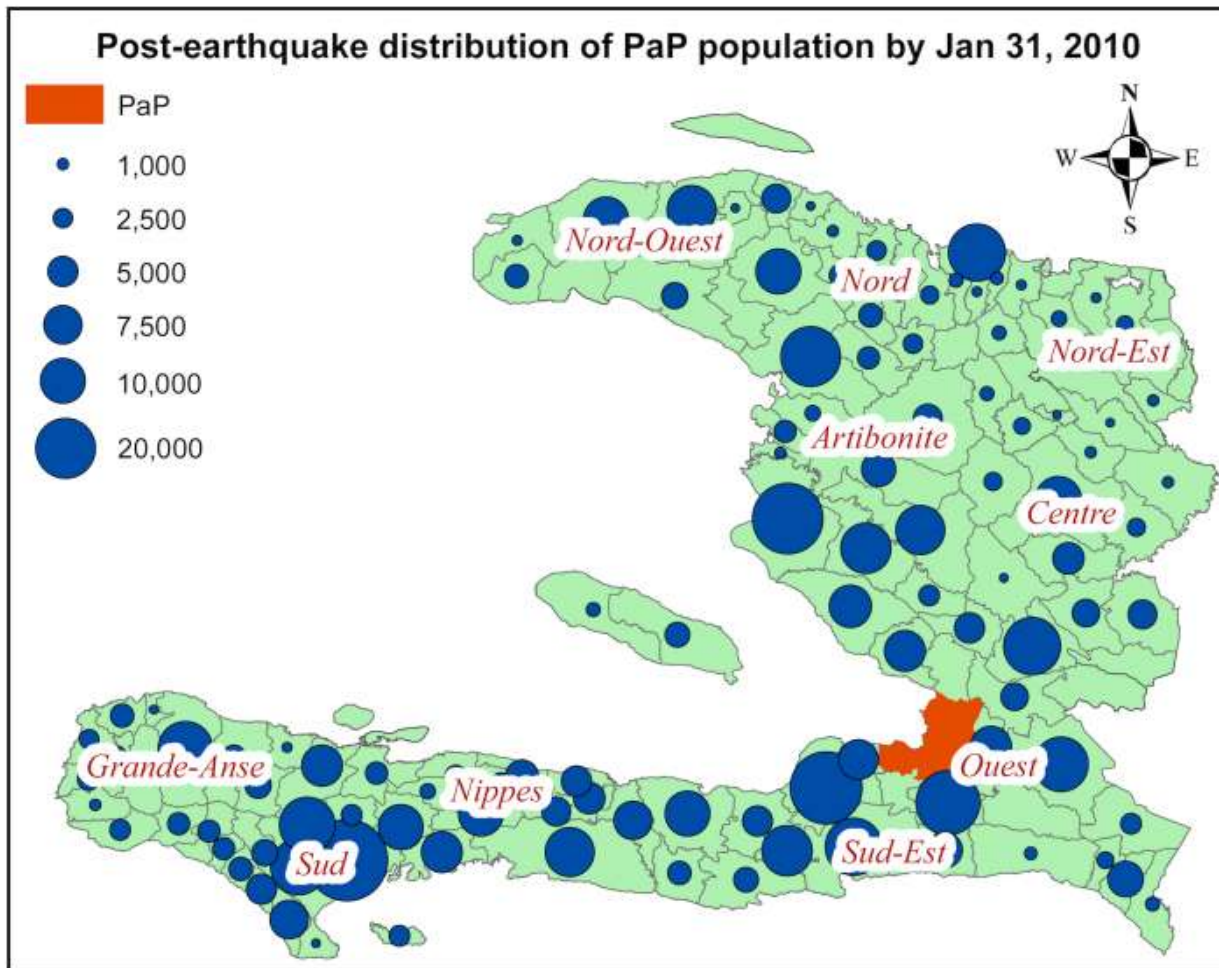 Post-earthquake distribution of PaP population by Jan 31, 2010
PaP
1,000
2,500
5,000
7,500
10,000
20,000
N
W E
S
Nord-Ouest
Nord
Nord-Est
Artibonite
Centre
Grande-Anse
Nippes
Ouest
Sud
Sud-Est